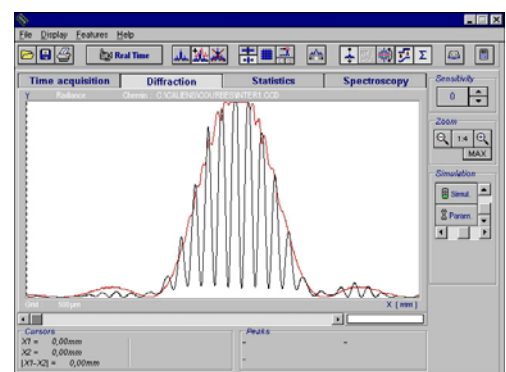 File Display Features Help
Real Time
Σ
Time acquisition Diffraction Statistics Spectroscopy
Y Radiance Chemin C:\CALIENS\COURBES\INTER1.CCD
Grid 500µm X ( mm )
Sensitivity
0
Zoom
1:4
MAX
Simulation
Simul.
Param.
Cursors
X1 = 0,00mm
X2 = 0,00mm
|X1-X2| = 0,00mm
Peaks
- -
-